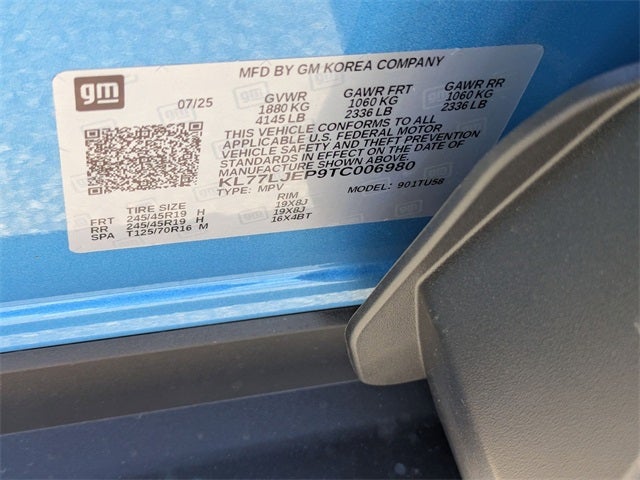 MFD BY GM KOREA COMPANY
gm
07/25
GVWR GAWR FRT GAWR RR
1880 KG 1060 KG 1060 KG
4145 LB 2336 LB 2336 LB
THIS VEHICLE CONFORMS TO ALL
APPLICABLE U.S. FEDERAL MOTOR
VEHICLE SAFETY AND THEFT PREVENTION
STANDARDS IN EFFECT ON THE DATE OF
MANUFACTURE SHOWN ABOVE.
KL77LJEP9TC006980
TYPE: MPV MODEL: 901TU58
TIRE SIZE RIM
FRT 245/45R19 H 19X8J
RR 245/45R19 H 19X8J
SPA T125/70R16 M 16X4BT